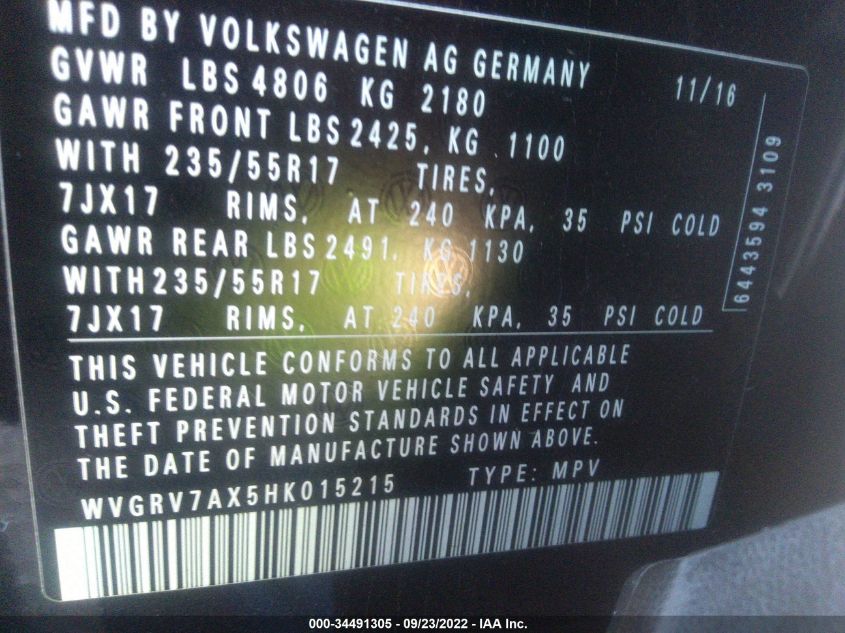 MFD BY VOLKSWAGEN AG GERMANY 11/16
GVWR LBS 4806 KG 2180
GAWR FRONT LBS 2425, KG 1100
WITH 235/55R17 TIRES,
7JX17 RIMS, AT 240 KPA, 35 PSI COLD
GAWR REAR LBS 2491, KG 1130
WITH 235/55R17 TIRES,
7JX17 RIMS, AT 240 KPA, 35 PSI COLD
6443594 3109
THIS VEHICLE CONFORMS TO ALL APPLICABLE
U.S. FEDERAL MOTOR VEHICLE SAFETY AND
THEFT PREVENTION STANDARDS IN EFFECT ON
THE DATE OF MANUFACTURE SHOWN ABOVE.
WVGRV7AX5HK015215 TYPE: MPV
000-34491305 - 09/23/2022 - IAA Inc.